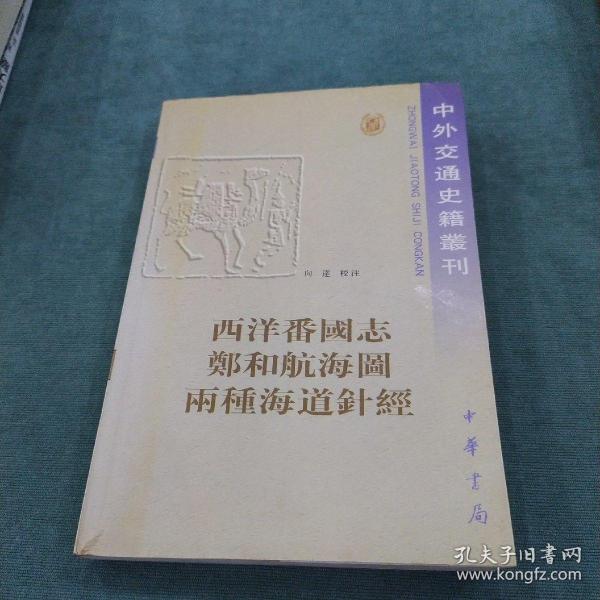 中外交通史籍叢刊
ZHONGWAI JIAOTONG SHIJI CONGKAN
向達 校注
西洋番國志
鄭和航海圖
兩種海道針經
中華書局
孔夫子旧书网
www.kongfz.com